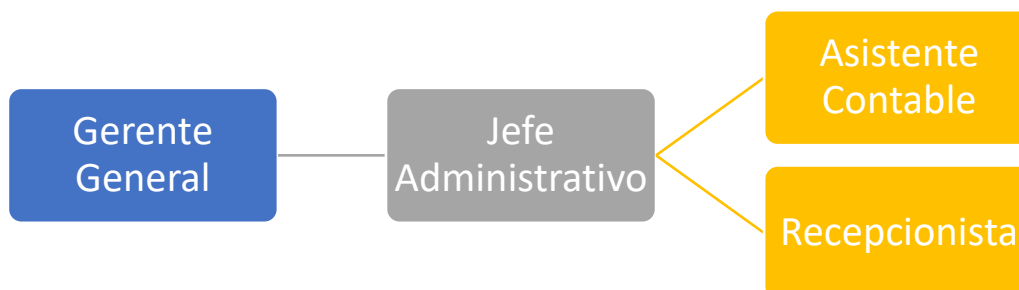 Gerente
General
Jefe
Administrativo
Asistente
Contable
Recepcionista